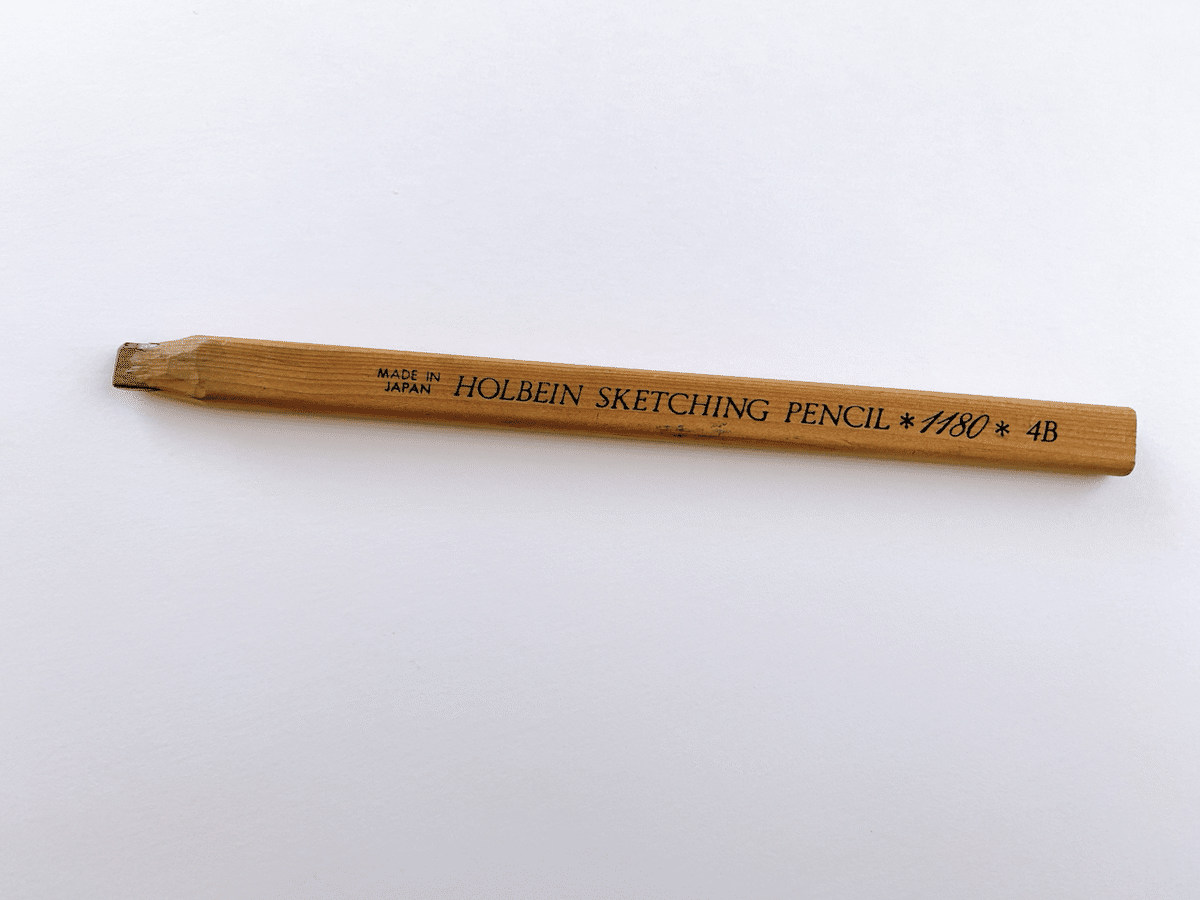 MADE IN
JAPAN
HOLBEIN SKETCHING PENCIL *1180* 4B